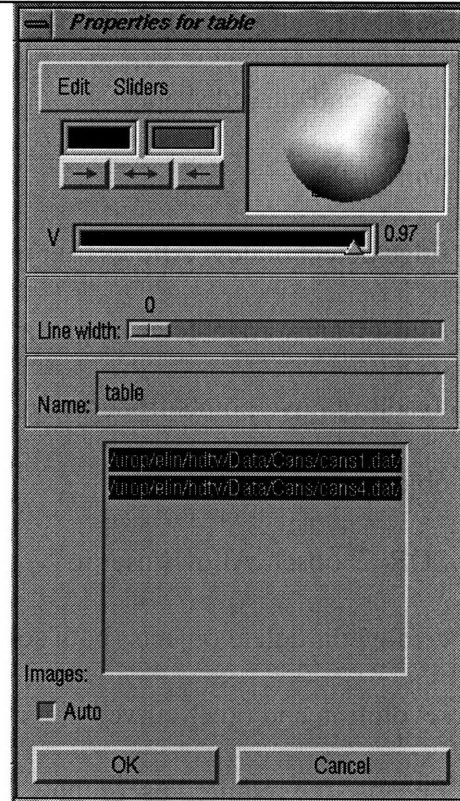 Properties for table
Edit Sliders
V 0.97
0
Line width:
Name: table
/urop/elin/hdtv/Data/Cans/cans1.dat/
/urop/elin/hdtv/Data/Cans/cans4.dat/
Images:
Auto
OK Cancel